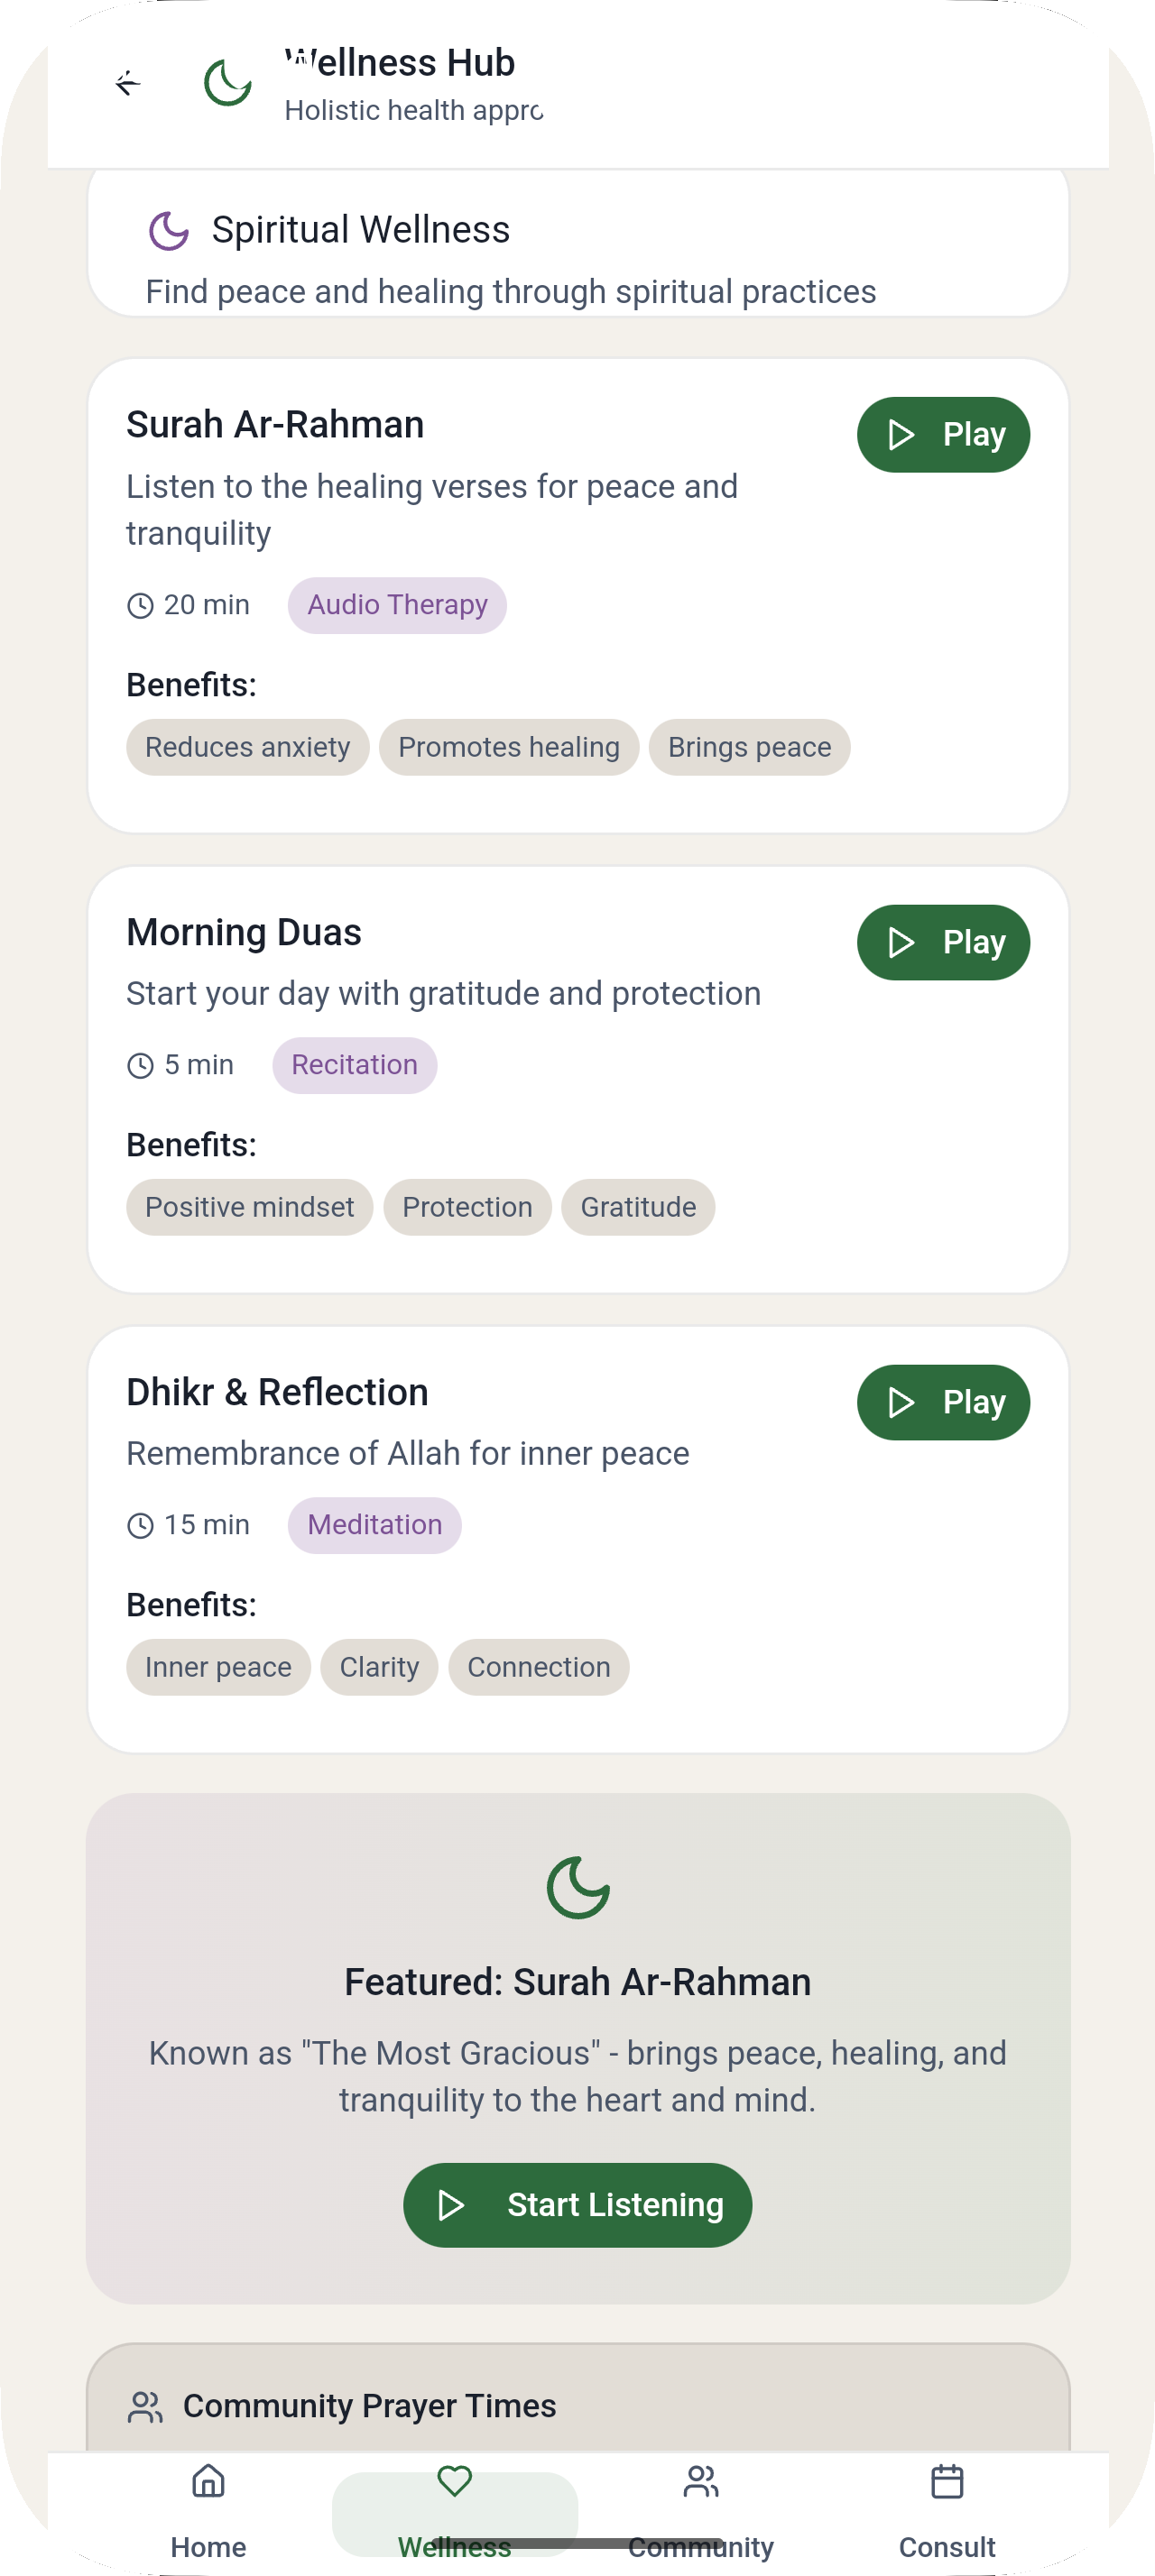 Wellness Hub
Holistic health appro
Spiritual Wellness
Find peace and healing through spiritual practices
Surah Ar-Rahman
Play
Listen to the healing verses for peace and
tranquility
20 min Audio Therapy
Benefits:
Reduces anxiety Promotes healing Brings peace
Morning Duas
Play
Start your day with gratitude and protection
5 min Recitation
Benefits:
Positive mindset Protection Gratitude
Dhikr & Reflection
Play
Remembrance of Allah for inner peace
15 min Meditation
Benefits:
Inner peace Clarity Connection
Featured: Surah Ar-Rahman
Known as "The Most Gracious" - brings peace, healing, and
tranquility to the heart and mind.
Start Listening
Community Prayer Times
Home Wellness Community Consult